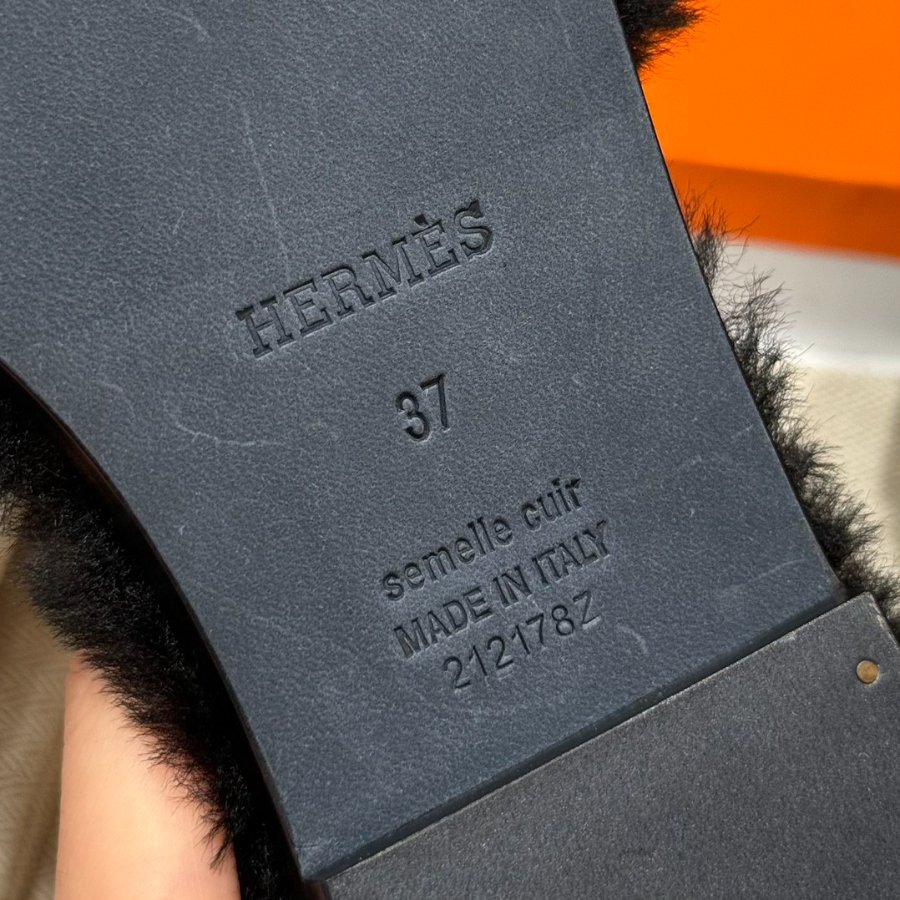 HERMÈS
37
semelle cuir
MADE IN ITALY
212178Z